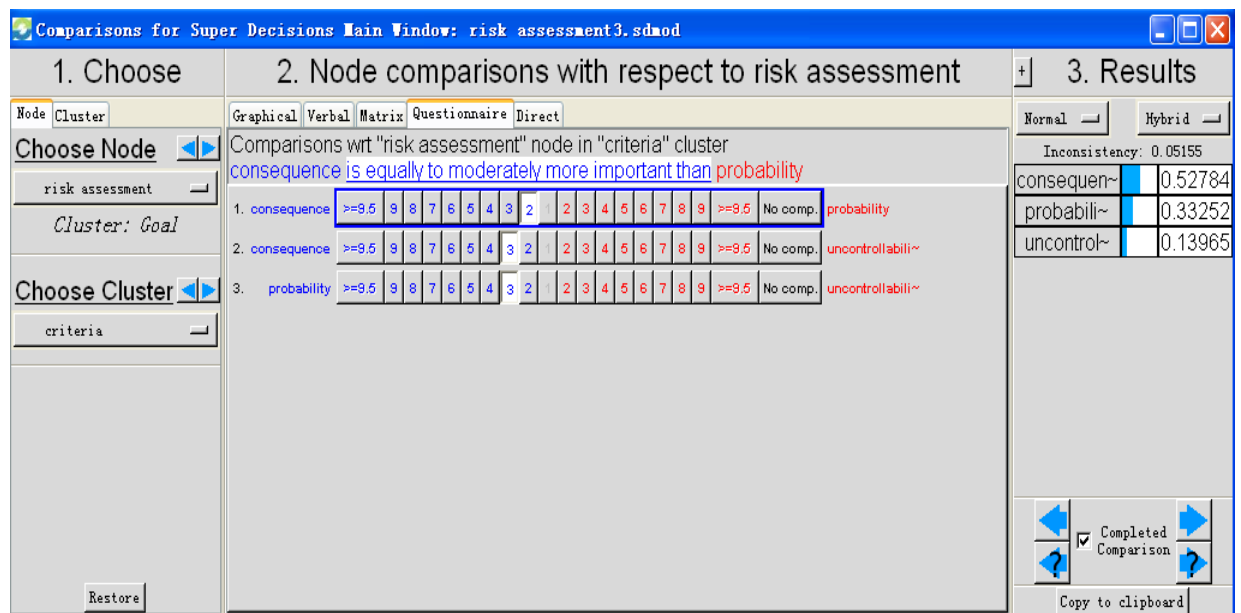 Comparisons for Super Decisions Main Window: risk assessment3.sdmod
1. Choose
Node Cluster
Choose Node
risk assessment
Cluster: Goal
Choose Cluster
criteria
Restore
2. Node comparisons with respect to risk assessment
Graphical Verbal Matrix Questionnaire Direct
Comparisons wrt "risk assessment" node in "criteria" cluster
consequence is equally to moderately more important than probability
1. consequence >=9.5 9 8 7 6 5 4 3 2 1 2 3 4 5 6 7 8 9 >=9.5 No comp. probability
2. consequence >=9.5 9 8 7 6 5 4 3 2 1 2 3 4 5 6 7 8 9 >=9.5 No comp. uncontrollabili~
3. probability >=9.5 9 8 7 6 5 4 3 2 1 2 3 4 5 6 7 8 9 >=9.5 No comp. uncontrollabili~
+ 3. Results
Normal Hybrid
Inconsistency: 0.05155
consequen~ 0.52784
probabili~ 0.33252
uncontrol~ 0.13965
Completed
Comparison
? ?
Copy to clipboard